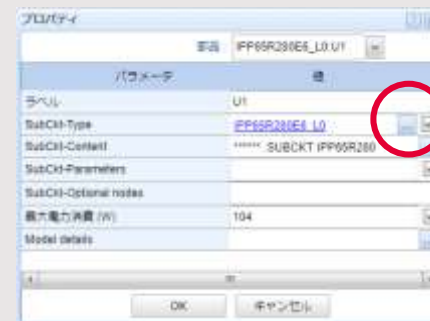 プロパティ
部品 IPP65R280E6_L0.U1
パラメータ 値
ラベル U1
SubCkt-Type IPP65R280E6_L0
SubCkt-Content ****** SUBCKT IPP65R280
SubCkt-Parameters
SubCkt-Optional nodes
最大電力消費 (W) 104
Model details
OK キャンセル